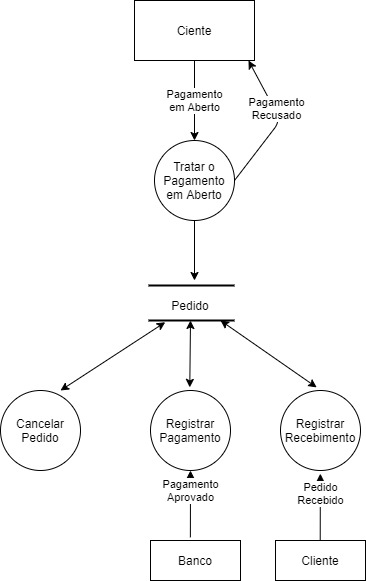 Ciente
Pagamento
em Aberto
Pagamento
Recusado
Tratar o
Pagamento
em Aberto
Pedido
Cancelar
Pedido
Registrar
Pagamento
Registrar
Recebimento
Pagamento
Aprovado
Pedido
Recebido
Banco
Cliente